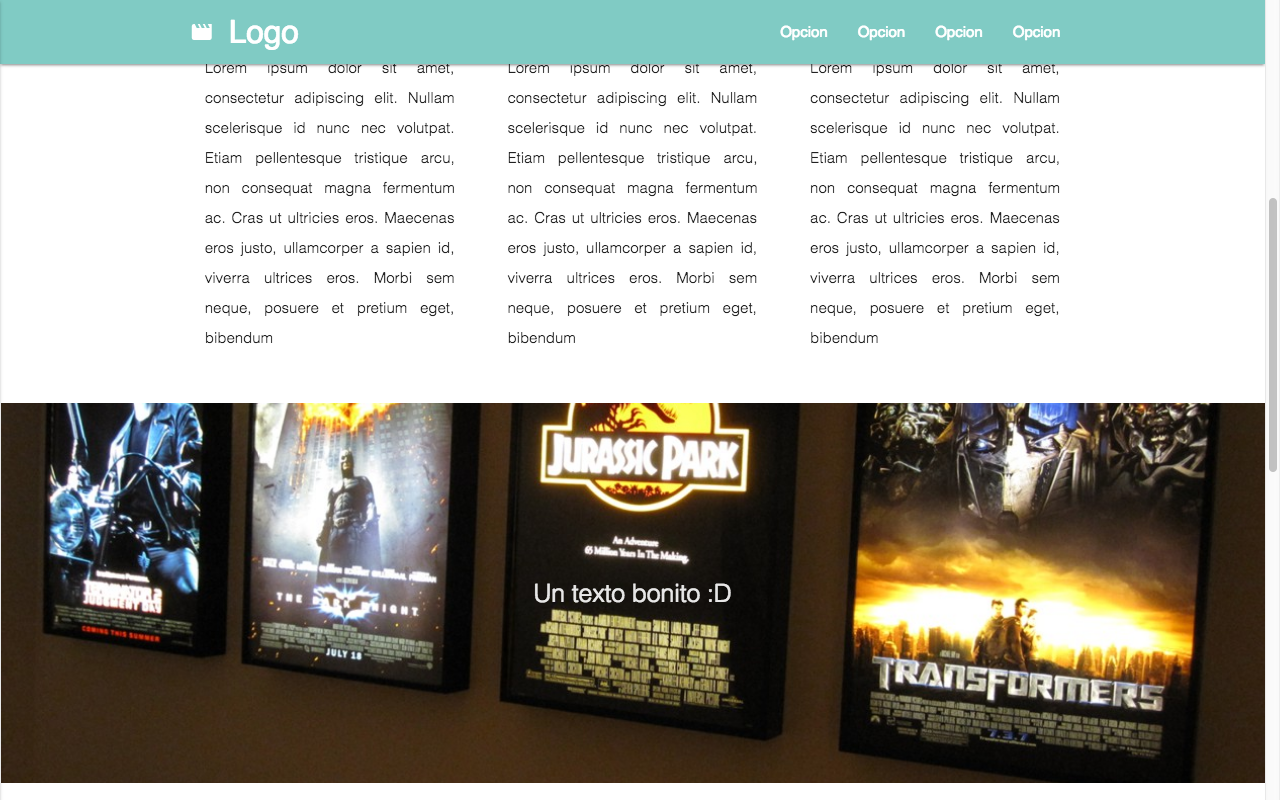 Logo
Opcion Opcion Opcion Opcion
Lorem ipsum dolor sit amet,
consectetur adipiscing elit. Nullam
scelerisque id nunc nec volutpat.
Etiam pellentesque tristique arcu,
non consequat magna fermentum
ac. Cras ut ultricies eros. Maecenas
eros justo, ullamcorper a sapien id,
viverra ultrices eros. Morbi sem
neque, posuere et pretium eget,
bibendum
Lorem ipsum dolor sit amet,
consectetur adipiscing elit. Nullam
scelerisque id nunc nec volutpat.
Etiam pellentesque tristique arcu,
non consequat magna fermentum
ac. Cras ut ultricies eros. Maecenas
eros justo, ullamcorper a sapien id,
viverra ultrices eros. Morbi sem
neque, posuere et pretium eget,
bibendum
Lorem ipsum dolor sit amet,
consectetur adipiscing elit. Nullam
scelerisque id nunc nec volutpat.
Etiam pellentesque tristique arcu,
non consequat magna fermentum
ac. Cras ut ultricies eros. Maecenas
eros justo, ullamcorper a sapien id,
viverra ultrices eros. Morbi sem
neque, posuere et pretium eget,
bibendum
TERMINATOR 2
JUDGMENT DAY
COMING THIS SUMMER
THE DARK KNIGHT
JULY 18
JURASSIC PARK
An Adventure
65 Million Years In The Making.
Un texto bonito :D
TRANSFORMERS
7.3.7